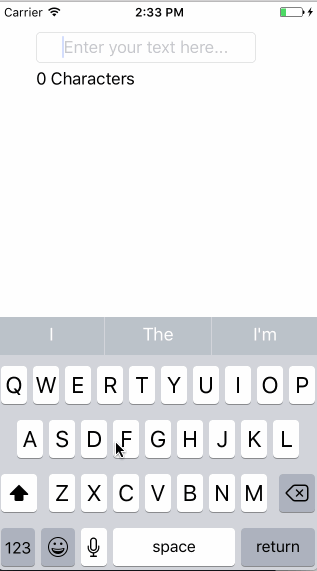 Carrier 2:33 PM
Enter your text here...
0 Characters
I The I'm
Q W E R T Y U I O P
A S D F G H J K L
Z X C V B N M
123 space return